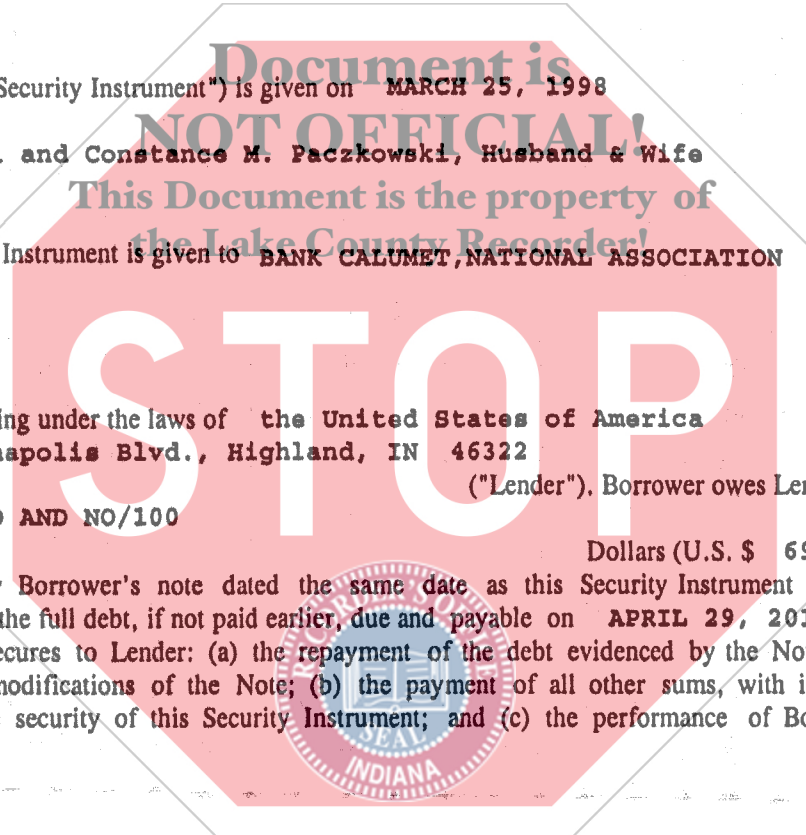 Document is
Security Instrument") is given on MARCH 25, 1998
NOT OFFICIAL!
. and Constance M. Paczkowski, Husband & Wife
This Document is the property of
the Lake County Recorder!
Instrument is given to BANK CALUMET, NATIONAL ASSOCIATION
STOP
ing under the laws of the United States of America
napolis Blvd., Highland, IN 46322
("Lender"). Borrower owes Len
AND NO/100
Dollars (U.S. $ 69
Borrower's note dated the same date as this Security Instrument
the full debt, if not paid earlier, due and payable on APRIL 29, 201
ecures to Lender: (a) the repayment of the debt evidenced by the No
modifications of the Note; (b) the payment of all other sums, with i
security of this Security Instrument; and (c) the performance of Bo
SEAL
INDIANA